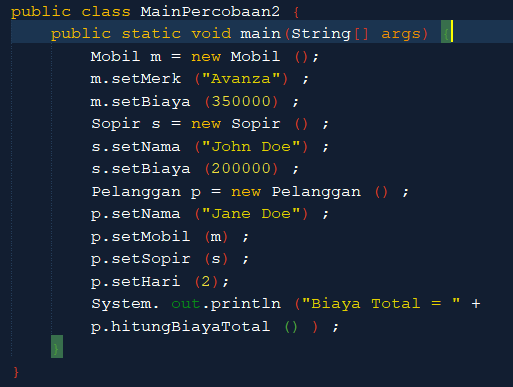 public class MainPercobaan2 {
public static void main(String[] args) {
Mobil m = new Mobil ();
m.setMerk ("Avanza") ;
m.setBiaya (350000) ;
Sopir s = new Sopir () ;
s.setNama ("John Doe") ;
s.setBiaya (200000) ;
Pelanggan p = new Pelanggan () ;
p.setNama ("Jane Doe") ;
p.setMobil (m) ;
p.setSopir (s) ;
p.setHari (2);
System. out.println ("Biaya Total = " +
p.hitungBiayaTotal () ) ;
}
}